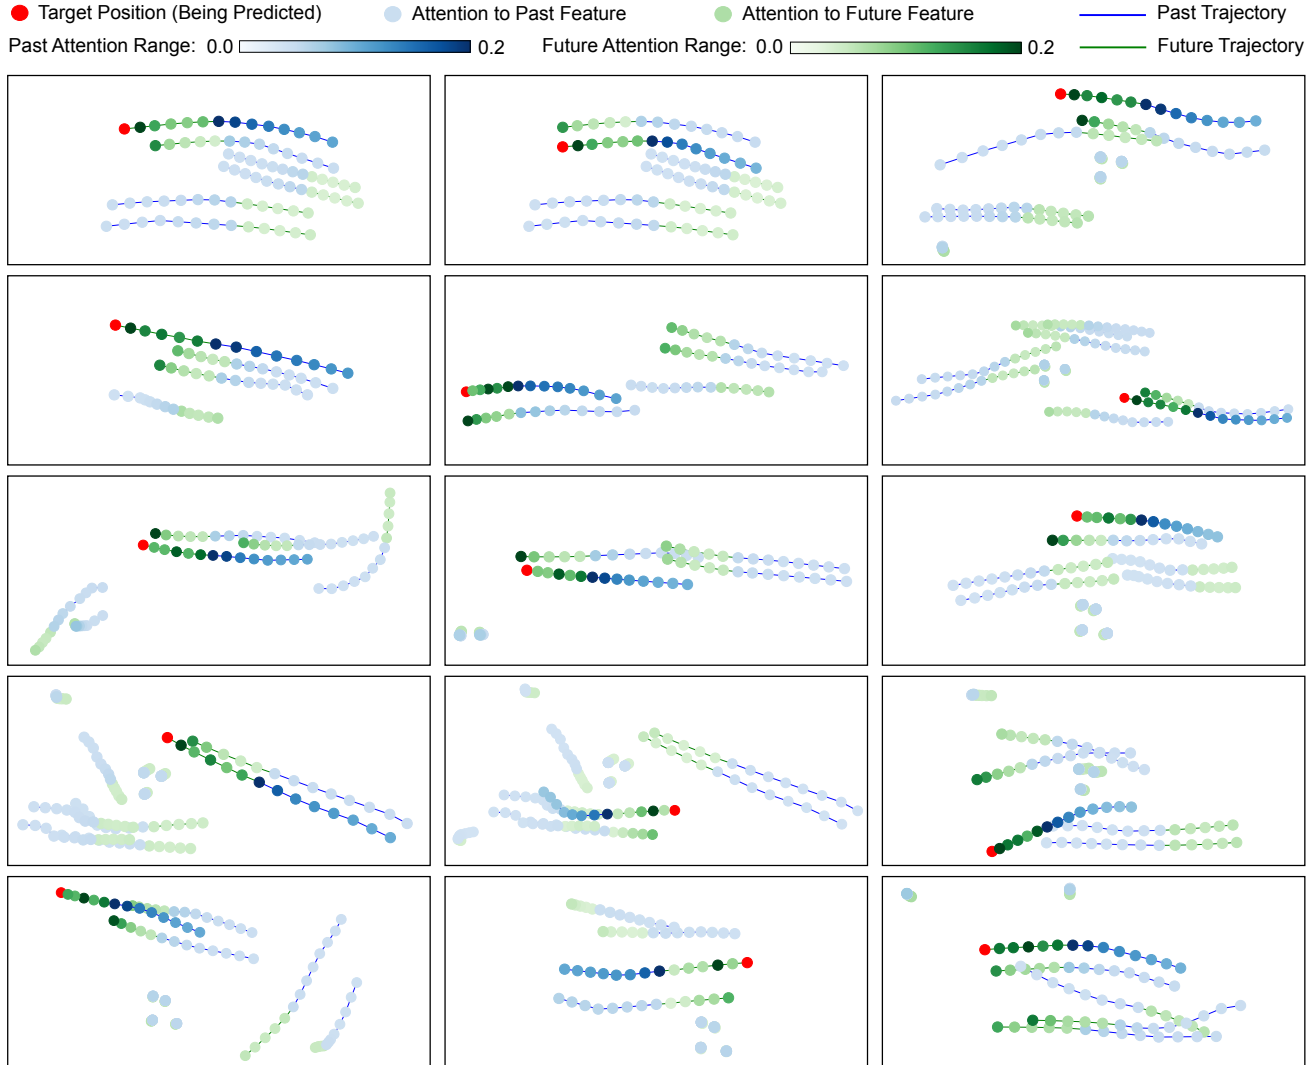 Target Position (Being Predicted) Attention to Past Feature Attention to Future Feature Past Trajectory
Past Attention Range: 0.0 0.2 Future Attention Range: 0.0 0.2 Future Trajectory